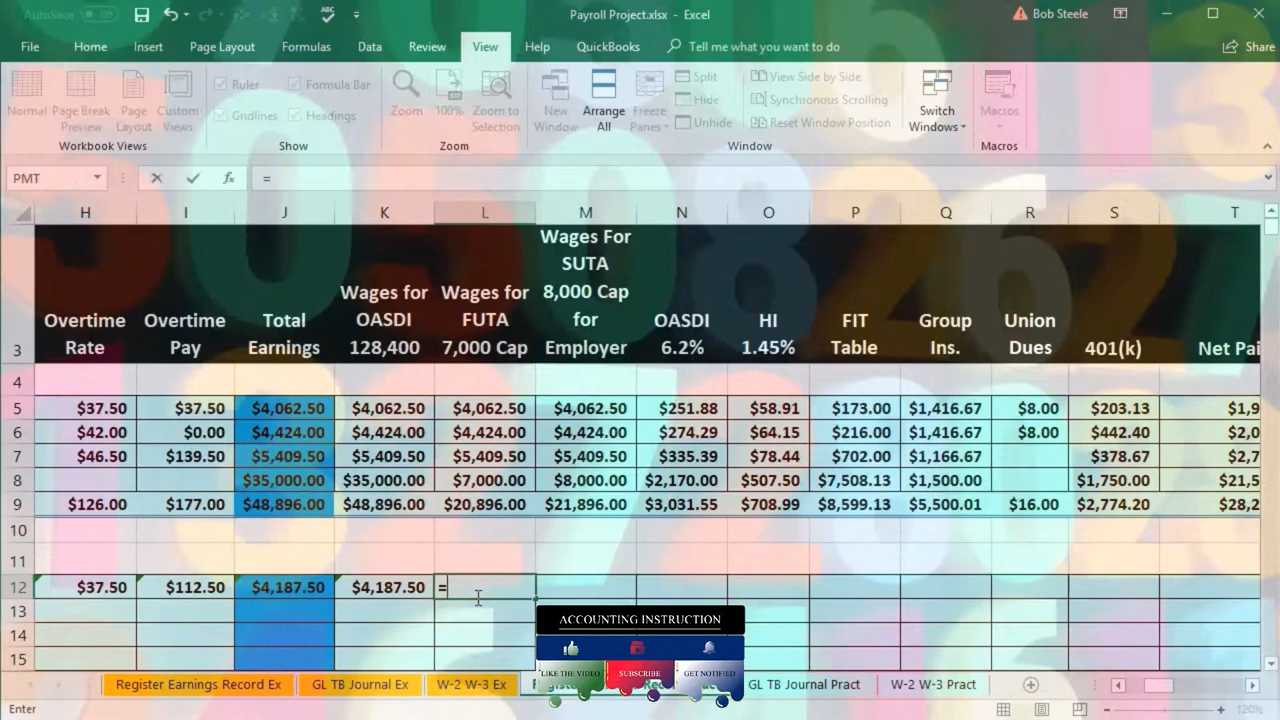 AutoSave Off
Payroll Project.xlsx - Excel
Bob Steele
File Home Insert Page Layout Formulas Data Review View Help QuickBooks Tell me what you want to do Share
Normal Page Break Preview Page Layout Custom Views
Workbook Views
Ruler Formula Bar
Gridlines Headings
Show
Zoom 100% Zoom to Selection
Zoom
New Window Arrange All Freeze Panes
Split
Hide
Unhide
View Side by Side
Synchronous Scrolling
Reset Window Position
Switch Windows
Window
Macros
Macros
PMT fx =
H I J K L M N O P Q R S T
3 Overtime Rate Overtime Pay Total Earnings Wages for OASDI 128,400 Wages for FUTA 7,000 Cap Wages For SUTA 8,000 Cap for Employer OASDI 6.2% HI 1.45% FIT Table Group Ins. Union Dues 401(k) Net Pai
4
5 $37.50 $37.50 $4,062.50 $4,062.50 $4,062.50 $4,062.50 $251.88 $58.91 $173.00 $1,416.67 $8.00 $203.13 $1,9
6 $42.00 $0.00 $4,424.00 $4,424.00 $4,424.00 $4,424.00 $274.29 $64.15 $216.00 $1,416.67 $8.00 $442.40 $2,0
7 $46.50 $139.50 $5,409.50 $5,409.50 $5,409.50 $5,409.50 $335.39 $78.44 $702.00 $1,166.67 $378.67 $2,7
8 $35,000.00 $35,000.00 $7,000.00 $8,000.00 $2,170.00 $507.50 $7,508.13 $1,500.00 $1,750.00 $21,5
9 $126.00 $177.00 $48,896.00 $48,896.00 $20,896.00 $21,896.00 $3,031.55 $708.99 $8,599.13 $5,500.01 $16.00 $2,774.20 $28,2
10
11
12 $37.50 $112.50 $4,187.50 $4,187.50 =
13
14
15
ACCOUNTING INSTRUCTION
LIKE THE VIDEO SUBSCRIBE GET NOTIFIED
Register Earnings Record Ex GL TB Journal Ex W-2 W-3 Ex GL TB Journal Pract W-2 W-3 Pract
Enter
120%